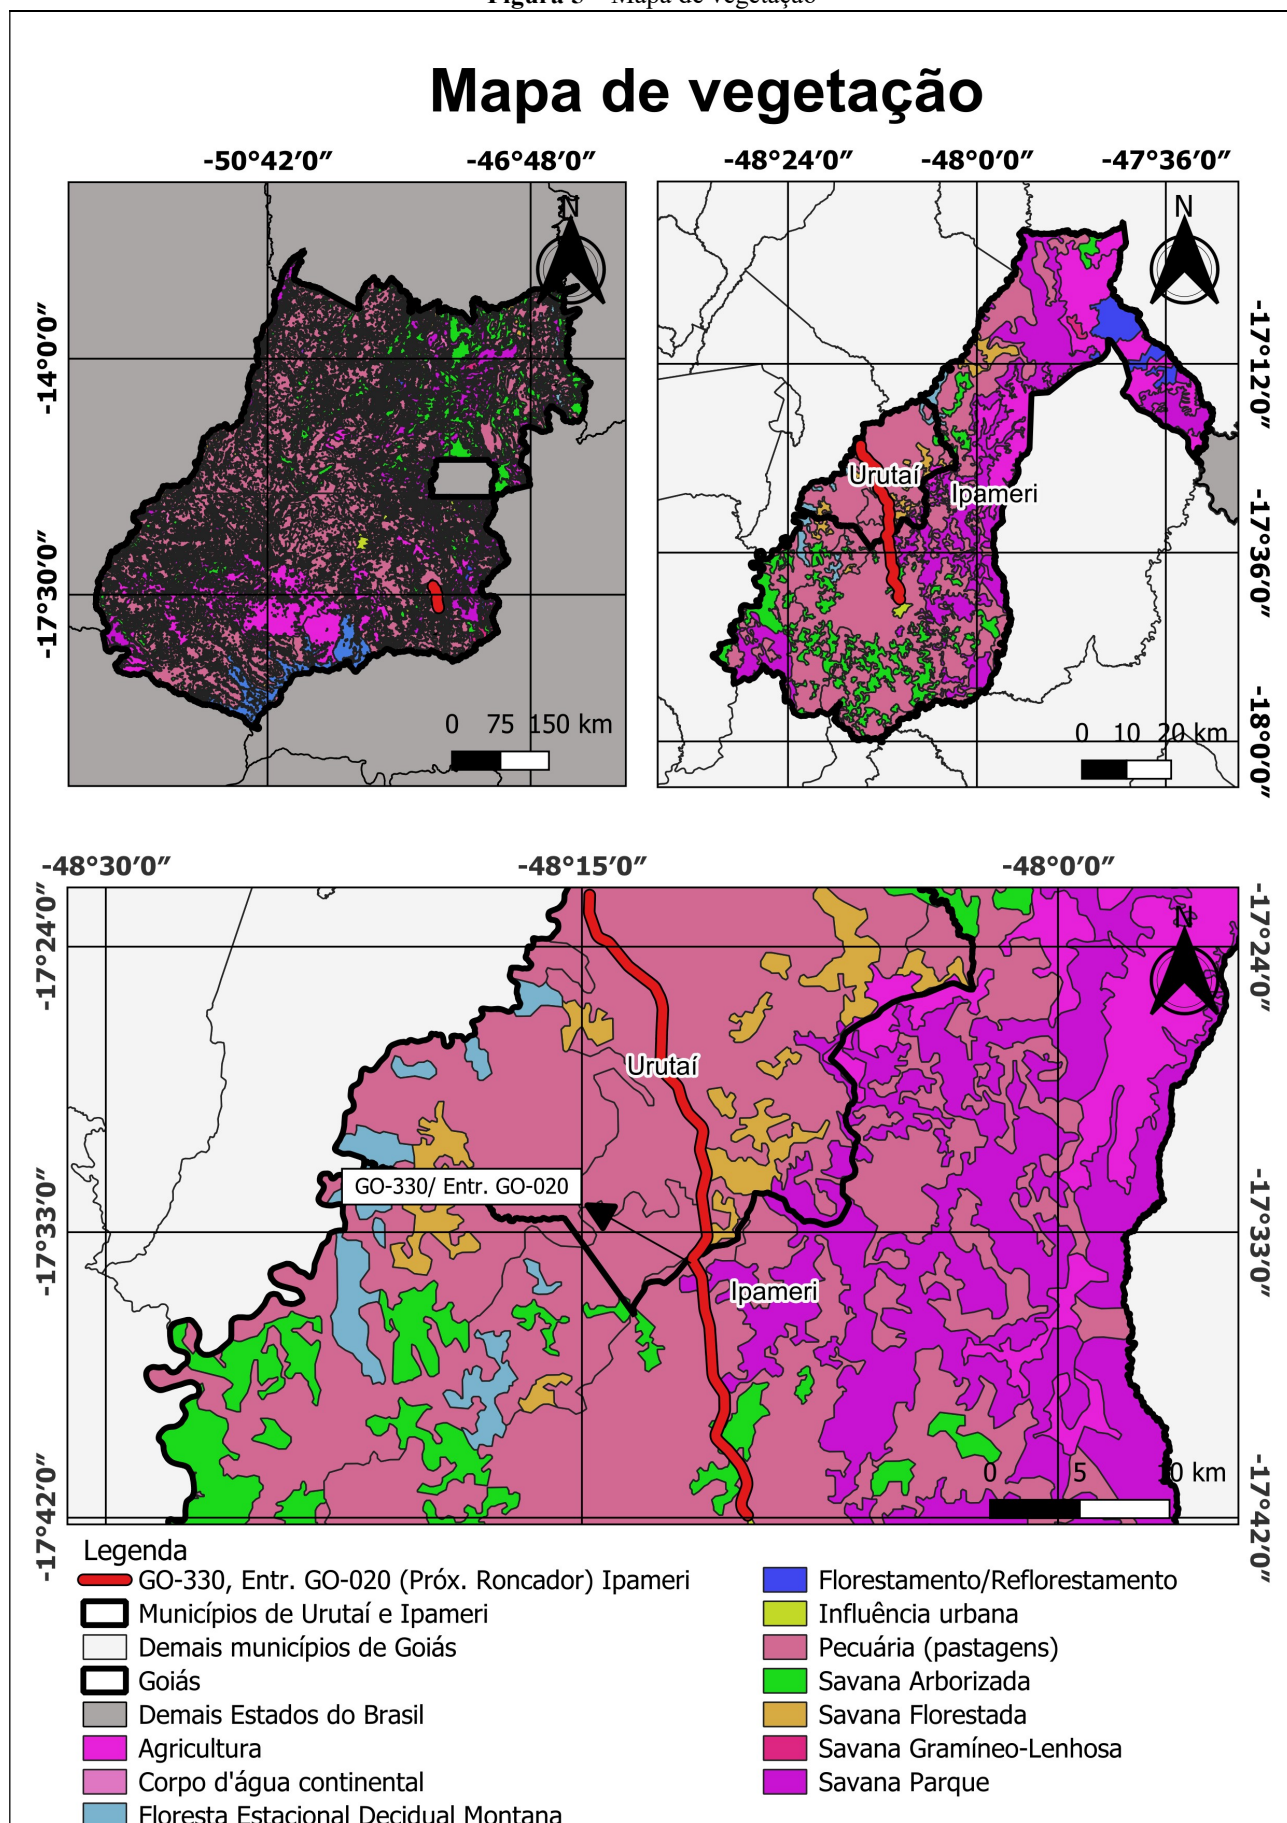 Mapa de vegetação
-50°42′0″ -46°48′0″
-48°24′0″ -48°0′0″ -47°36′0″
N
N
-14°0′0″
-17°30′0″
-17°12′0″
-17°36′0″
-18°0′0″
Urutaí
Ipameri
0 75 150 km
0 10 20 km
-48°30′0″ -48°15′0″ -48°0′0″
-17°24′0″
-17°33′0″
-17°42′0″
-17°24′0″
-17°33′0″
-17°42′0″
N
Urutaí
GO-330/ Entr. GO-020
Ipameri
0 5 10 km
Legenda
GO-330, Entr. GO-020 (Próx. Roncador) Ipameri
Municípios de Urutaí e Ipameri
Demais municípios de Goiás
Goiás
Demais Estados do Brasil
Agricultura
Corpo d'água continental
Floresta Estacional Decidual Montana
Florestamento/Reflorestamento
Influência urbana
Pecuária (pastagens)
Savana Arborizada
Savana Florestada
Savana Gramíneo-Lenhosa
Savana Parque